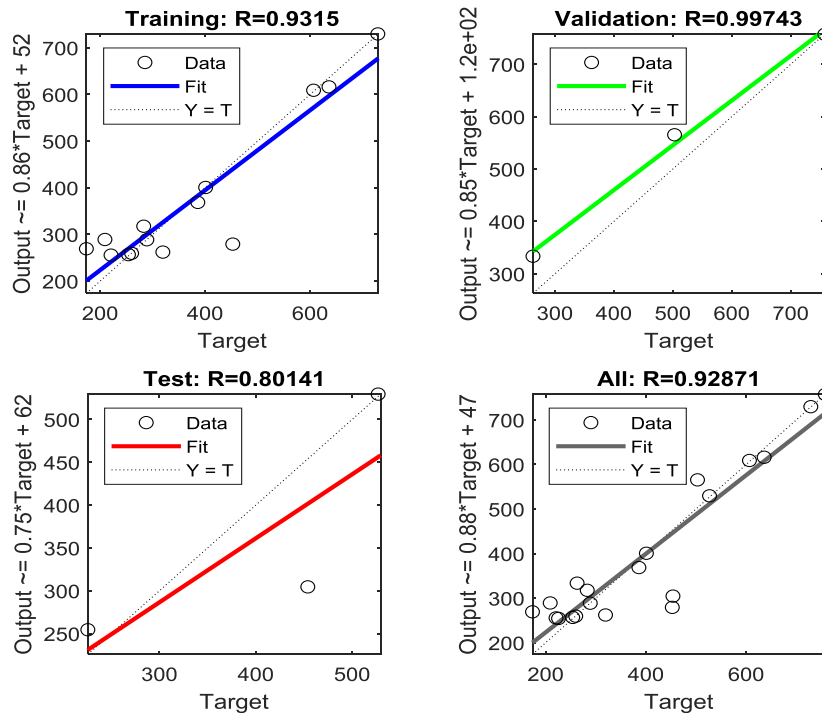 Training: R=0.9315
Output ~= 0.86*Target + 52
700
600
500
400
300
200
Data
Fit
Y = T
200 400 600
Target
Validation: R=0.99743
Output ~= 0.85*Target + 1.2e+02
700
600
500
400
300
Data
Fit
Y = T
300 400 500 600 700
Target
Test: R=0.80141
Output ~= 0.75*Target + 62
500
450
400
350
300
250
Data
Fit
Y = T
300 400 500
Target
All: R=0.92871
Output ~= 0.88*Target + 47
700
600
500
400
300
200
Data
Fit
Y = T
200 400 600
Target